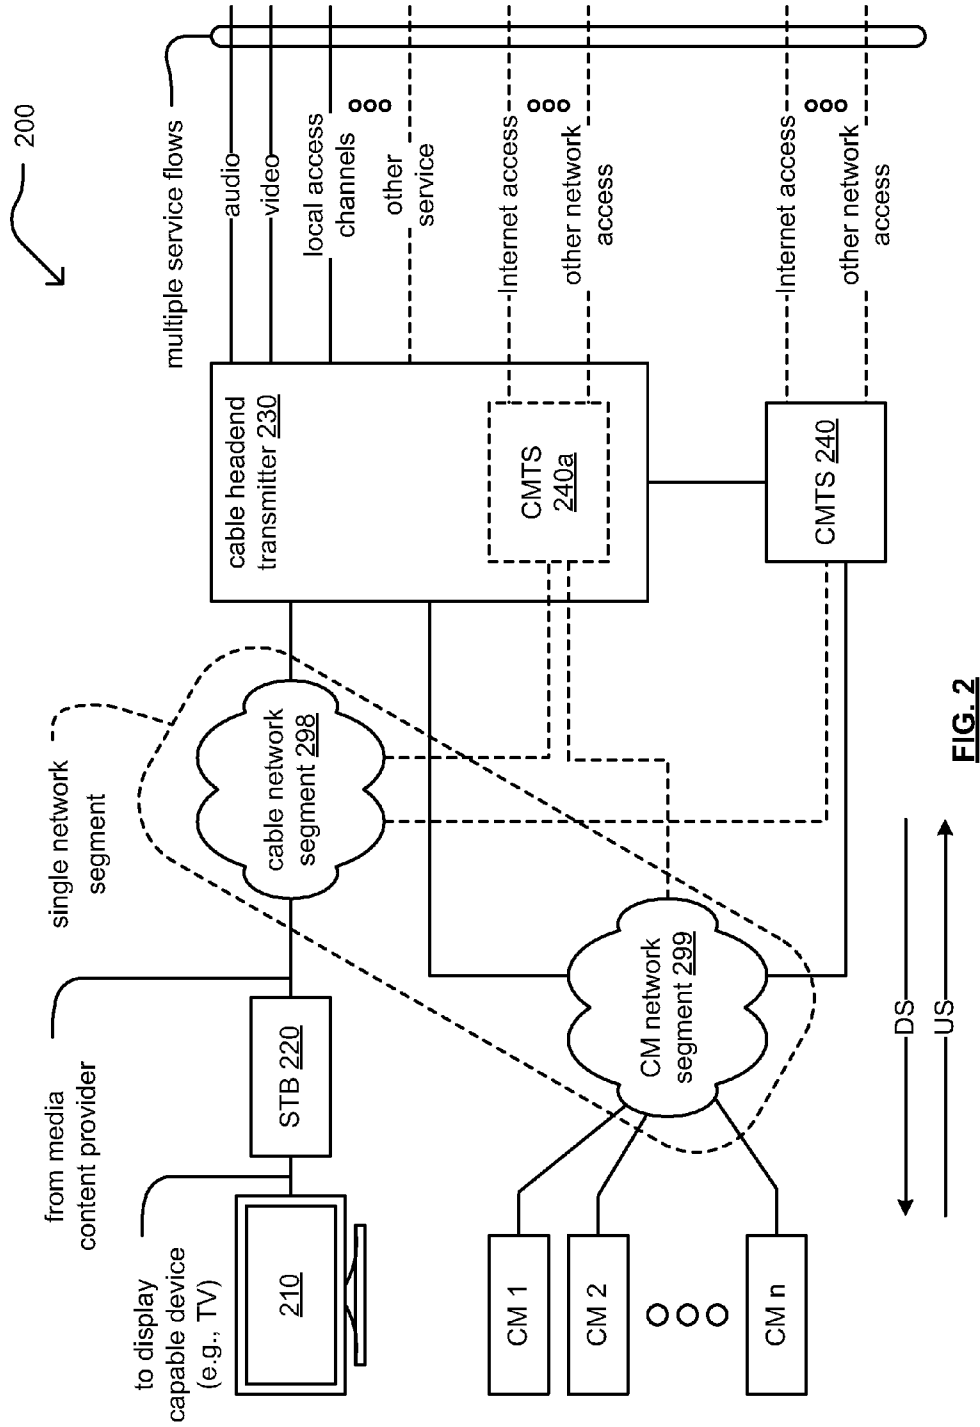 200
multiple service flows
audio
video
local access
channels
other
service
Internet access
other network
access
Internet access
other network
access
cable headend
transmitter 230
CMTS
240a
CMTS 240
single network
segment
cable network
segment 298
CM network
segment 299
from media
content provider
STB 220
to display
capable device
(e.g., TV)
210
CM 1
CM 2
CM n
DS
US
FIG. 2